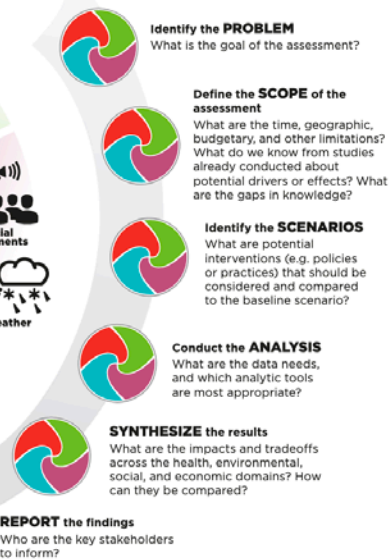 Identify the PROBLEM
What is the goal of the assessment?
Define the SCOPE of the
assessment
What are the time, geographic,
budgetary, and other limitations?
What do we know from studies
already conducted about
potential drivers or effects? What
are the gaps in knowledge?
ial
ments
Identify the SCENARIOS
What are potential
interventions (e.g. policies
or practices) that should be
considered and compared
to the baseline scenario?
eather
Conduct the ANALYSIS
What are the data needs,
and which analytic tools
are most appropriate?
SYNTHESIZE the results
What are the impacts and tradeoffs
across the health, environmental,
social, and economic domains? How
can they be compared?
REPORT the findings
Who are the key stakeholders
to inform?